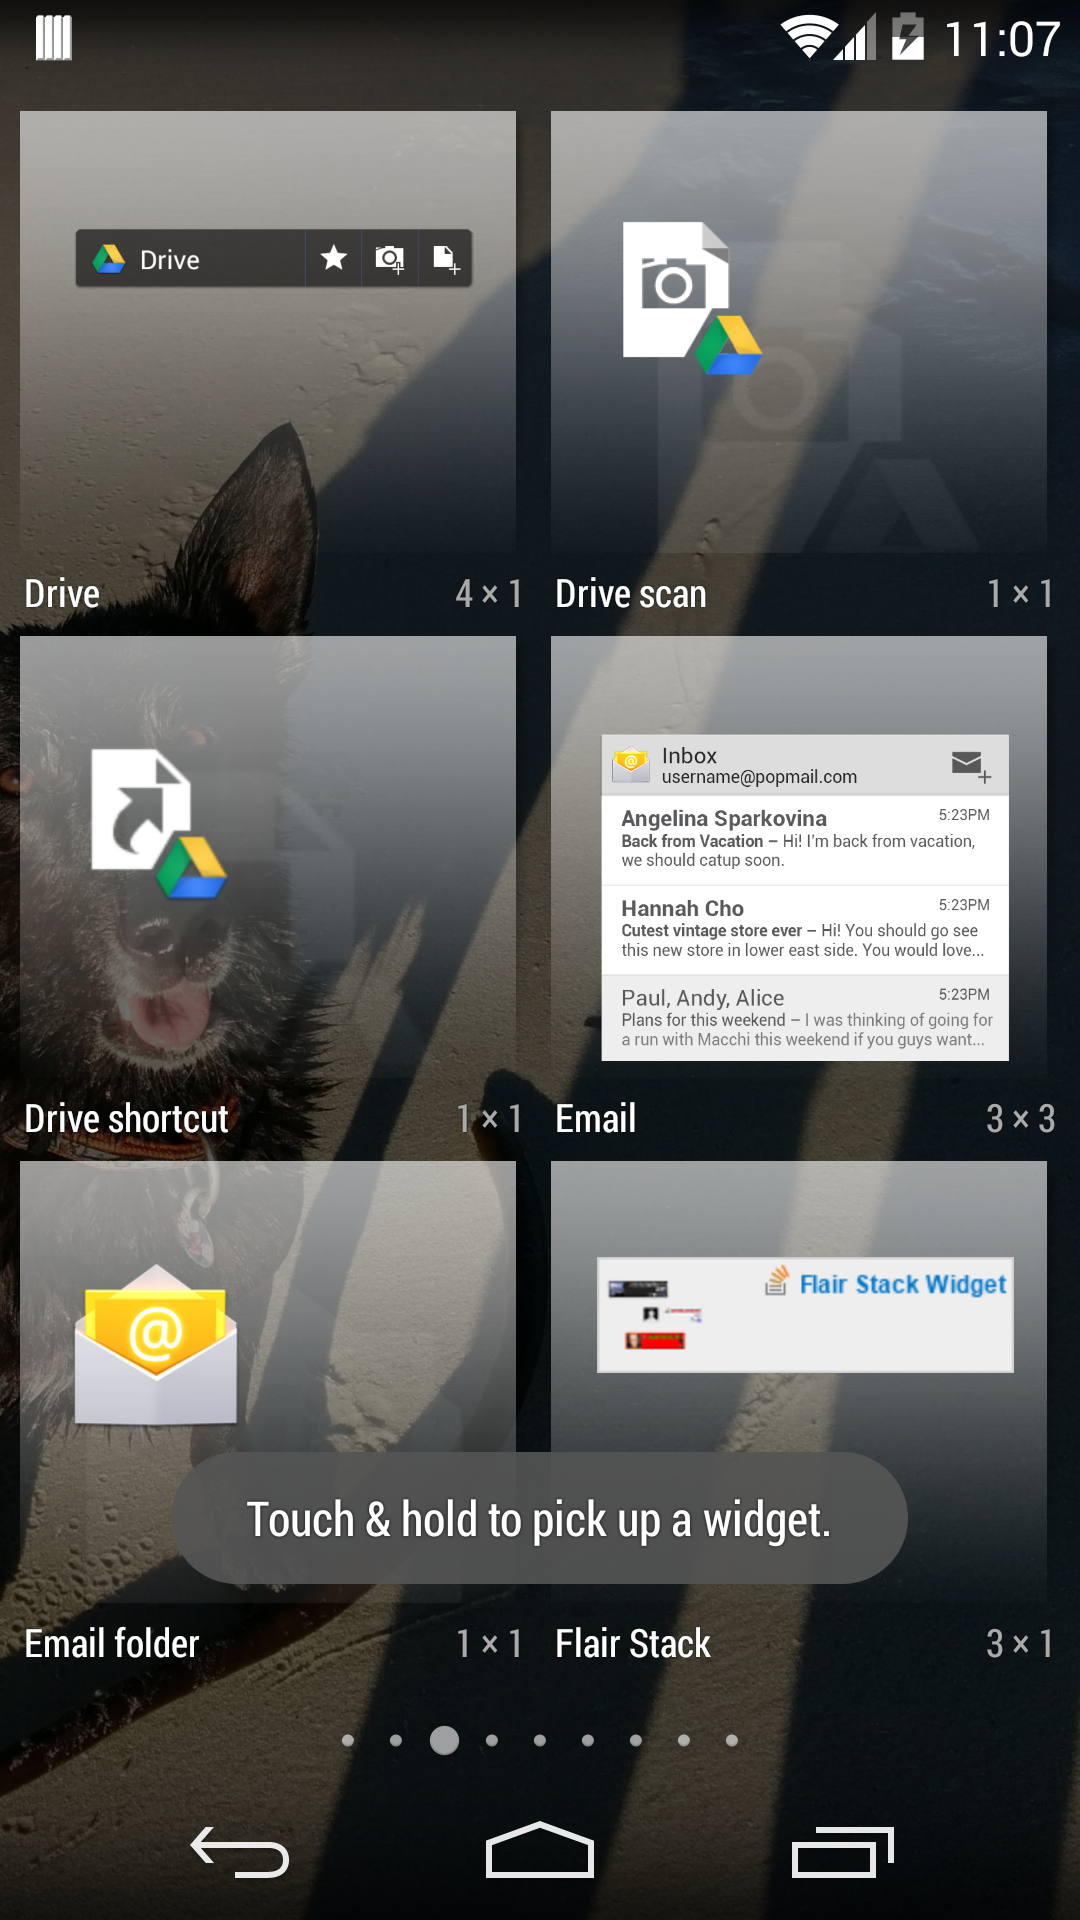 11:07
Drive
Drive 4 × 1
Drive scan 1 × 1
Inbox
username@popmail.com
Angelina Sparkovina 5:23PM
Back from Vacation – Hi! I'm back from vacation,
we should catup soon.
Hannah Cho 5:23PM
Cutest vintage store ever – Hi! You should go see
this new store in lower east side. You would love...
Paul, Andy, Alice 5:23PM
Plans for this weekend – I was thinking of going for
a run with Macchi this weekend if you guys want...
Drive shortcut 1 × 1
Email 3 × 3
@
Flair Stack Widget
Touch & hold to pick up a widget.
Email folder 1 × 1
Flair Stack 3 × 1